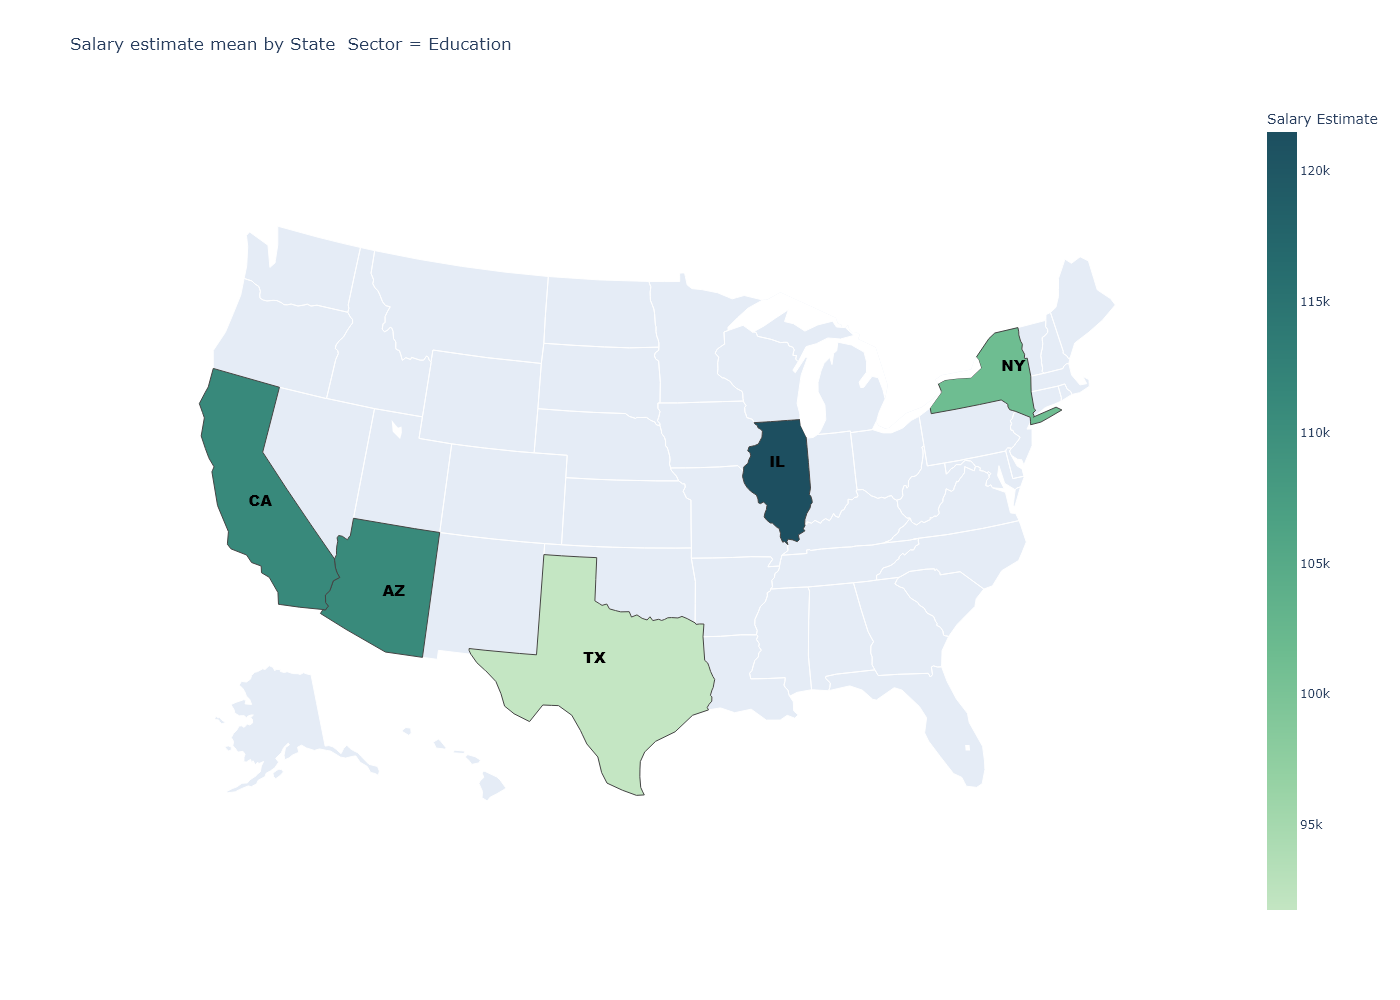 Salary estimate mean by State  Sector = Education
Salary Estimate
120k
115k
110k
105k
100k
95k
NY
IL
CA
AZ
TX